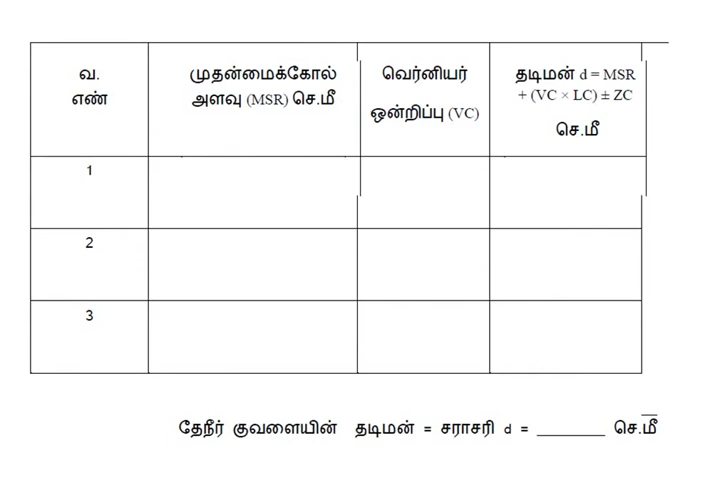 வ. எண்
முதன்மைக்கோல் அளவு (MSR) செ.மீ
வெர்னியர் ஒன்றிப்பு (VC)
தடிமன் d = MSR + (VC × LC) ± ZC செ.மீ
1
2
3
தேநீர் குவளையின் தடிமன் = சராசரி d = ________ செ.மீ